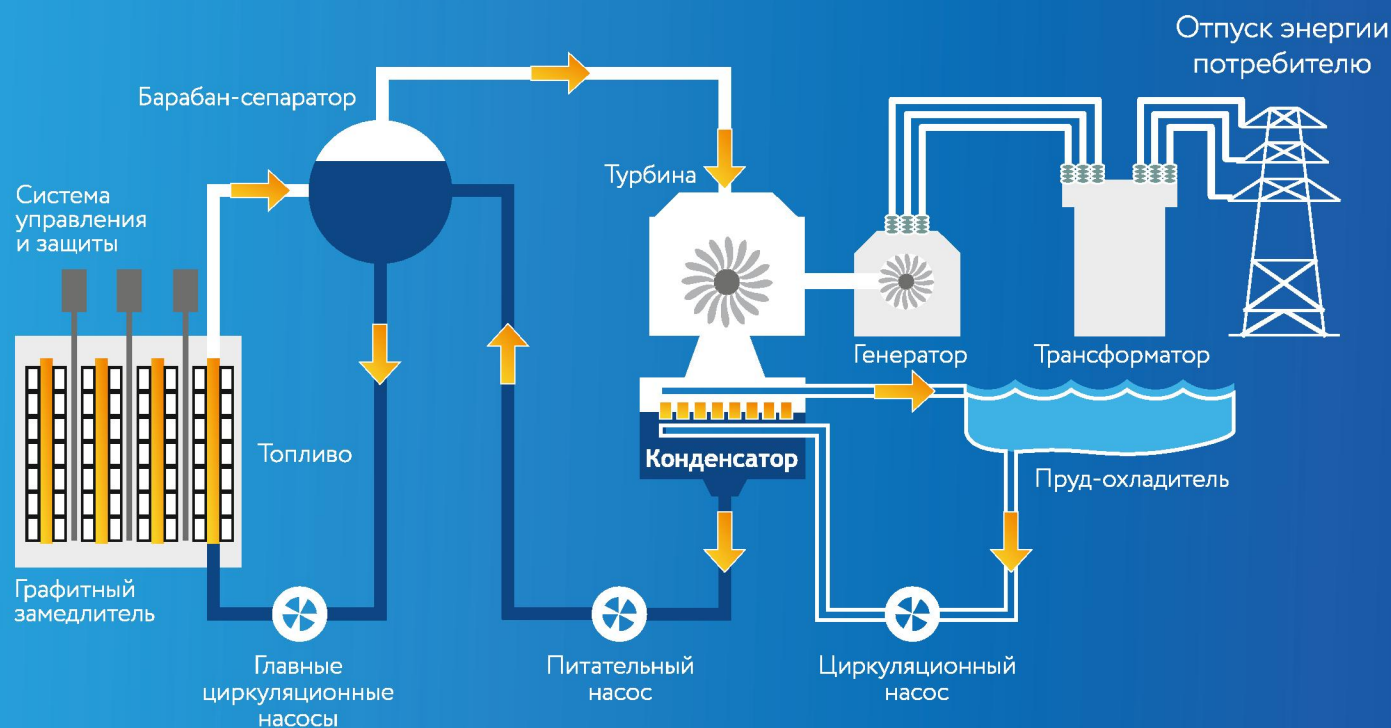 Отпуск энергии
потребителю
Барабан-сепаратор
Турбина
Система
управления
и защиты
Генератор
Трансформатор
Топливо
Конденсатор
Пруд-охладитель
Графитный
замедлитель
Главные
циркуляционные
насосы
Питательный
насос
Циркуляционный
насос